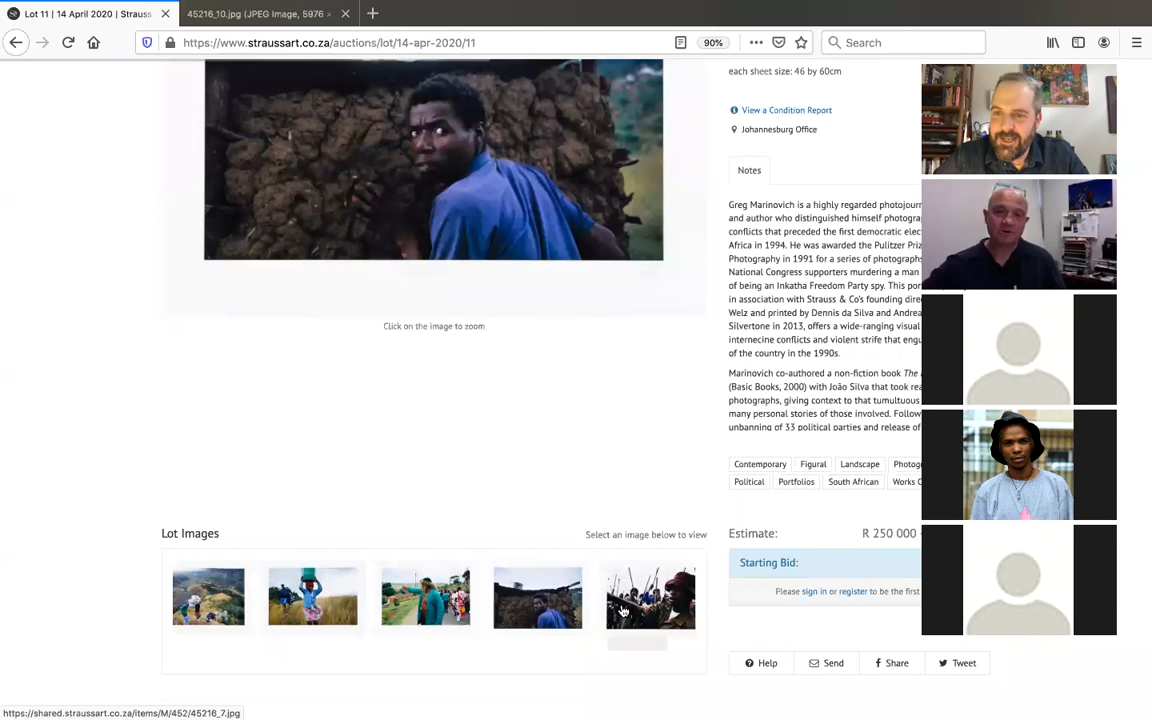 Lot 11 | 14 April 2020 | Strauss
45216_10.jpg (JPEG Image, 5976 ×
https://www.straussart.co.za/auctions/lot/14-apr-2020/11
90%
Search
each sheet size: 46 by 60cm
View a Condition Report
Johannesburg Office
Notes
Greg Marinovich is a highly regarded photojourn
and author who distinguished himself photogra
conflicts that preceded the first democratic elec
Africa in 1994. He was awarded the Pulitzer Priz
Photography in 1991 for a series of photographs
National Congress supporters murdering a man
of being an Inkatha Freedom Party spy. This por
in association with Strauss & Co's founding dire
Welz and printed by Dennis da Silva and Andrea
Silvertone in 2013, offers a wide-ranging visual
internecine conflicts and violent strife that engu
of the country in the 1990s.
Marinovich co-authored a non-fiction book The
(Basic Books, 2000) with João Silva that took rea
photographs, giving context to that tumultuous
many personal stories of those involved. Follow
unbanning of 33 political parties and release of
Click on the image to zoom
Contemporary Figural Landscape Photog
Political Portfolios South African Works
Lot Images
Select an image below to view
Estimate: R 250 000 -
Starting Bid:
Please sign in or register to be the first
Help Send Share Tweet
https://shared.straussart.co.za/items/M/452/45216_7.jpg